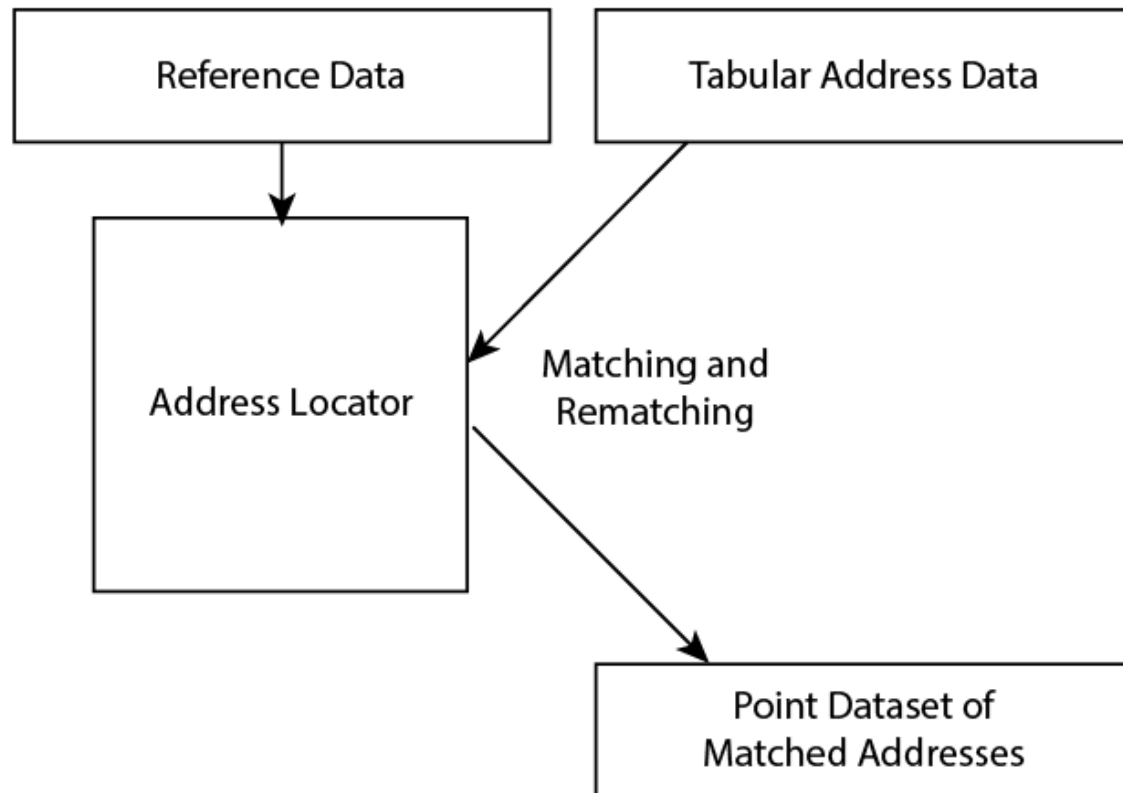 Reference Data
Tabular Address Data
Address Locator
Matching and
Rematching
Point Dataset of
Matched Addresses